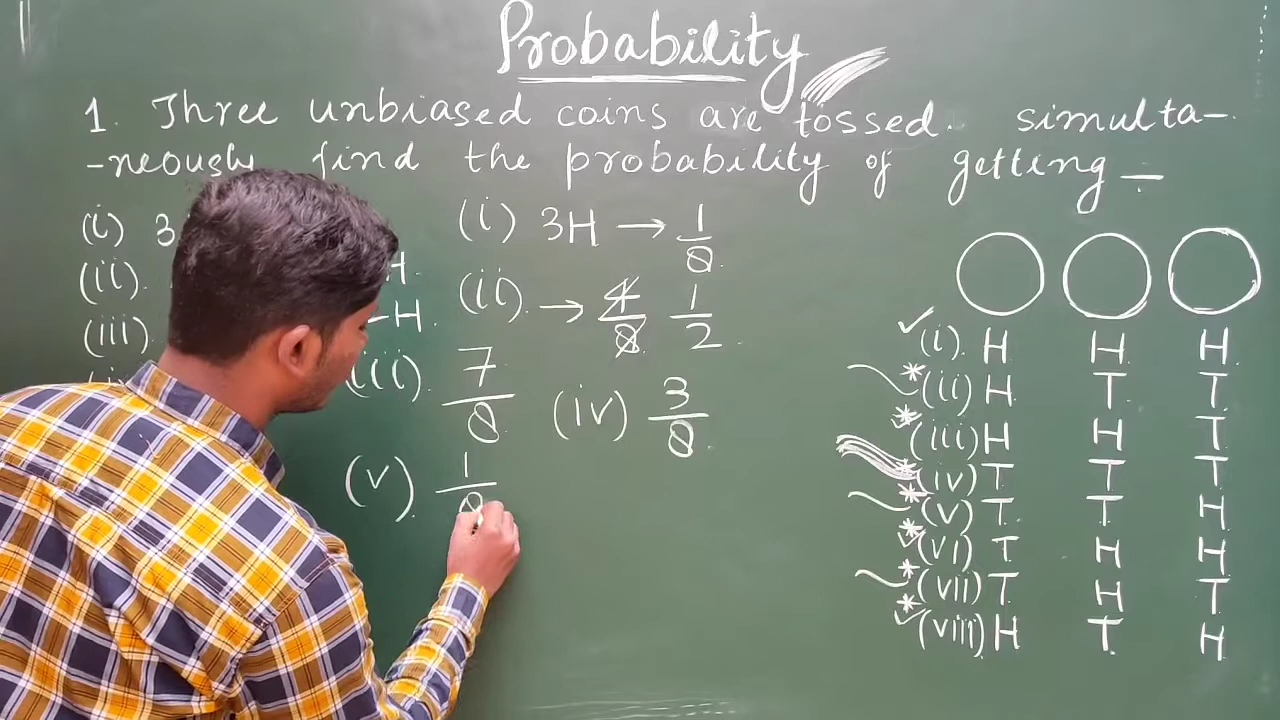 Probability
1. Three unbiased coins are tossed. simulta-
-neously find the probability of getting —
(i) 3
(ii).
(iii).
H
-H.
(i) 3H → 1/8
(ii). → 4/8 1/2.
(iii). 7/8. (iv) 3/8.
(v). 1/8
(i). H H H
(ii) H T T
(iii) H H T
(iv) T T T
(v) T. T H
(vi) T H H
(vii) T H T
(viii) H T H